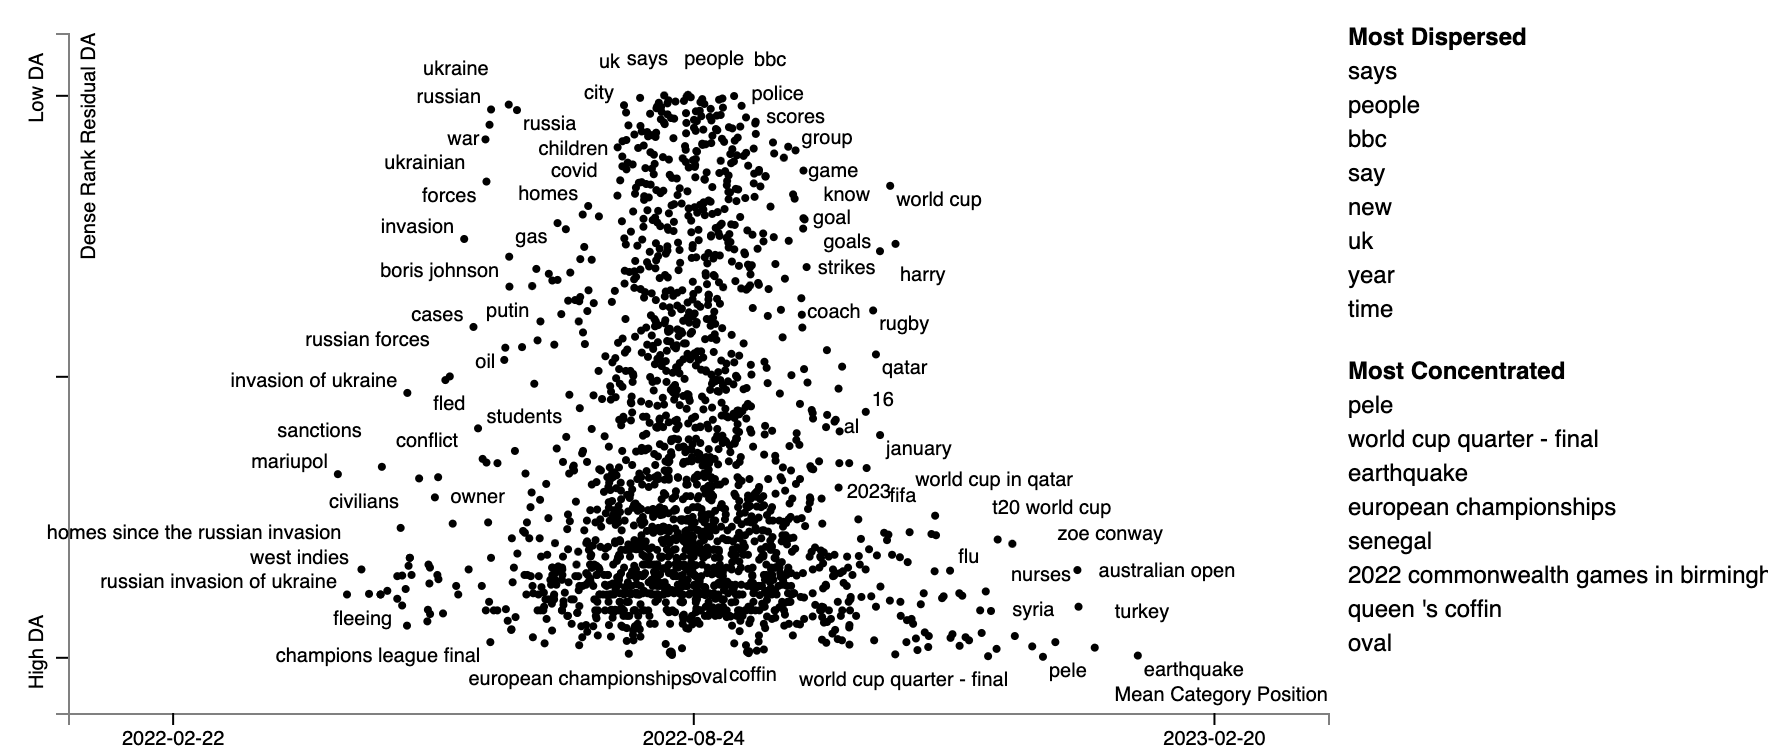 Most Dispersed
says
people
bbc
say
new
uk
year
time
Most Concentrated
pele
world cup quarter - final
earthquake
european championships
senegal
2022 commonwealth games in birmingh
queen 's coffin
oval
Low DA
High DA
Dense Rank Residual DA
uk says people bbc
ukraine
city
police
russian
scores
russia
war
group
children
ukrainian
covid
game
forces
homes
know
world cup
invasion
goal
gas
goals
boris johnson
strikes
harry
cases
putin
coach
rugby
russian forces
oil
qatar
invasion of ukraine
fled
16
students
sanctions
conflict
al
january
mariupol
world cup in qatar
civilians
owner
2023
fifa
t20 world cup
homes since the russian invasion
zoe conway
west indies
flu
russian invasion of ukraine
nurses
australian open
syria
turkey
fleeing
champions league final
european championships
oval
coffin
world cup quarter - final
pele
earthquake
Mean Category Position
2022-02-22
2022-08-24
2023-02-20